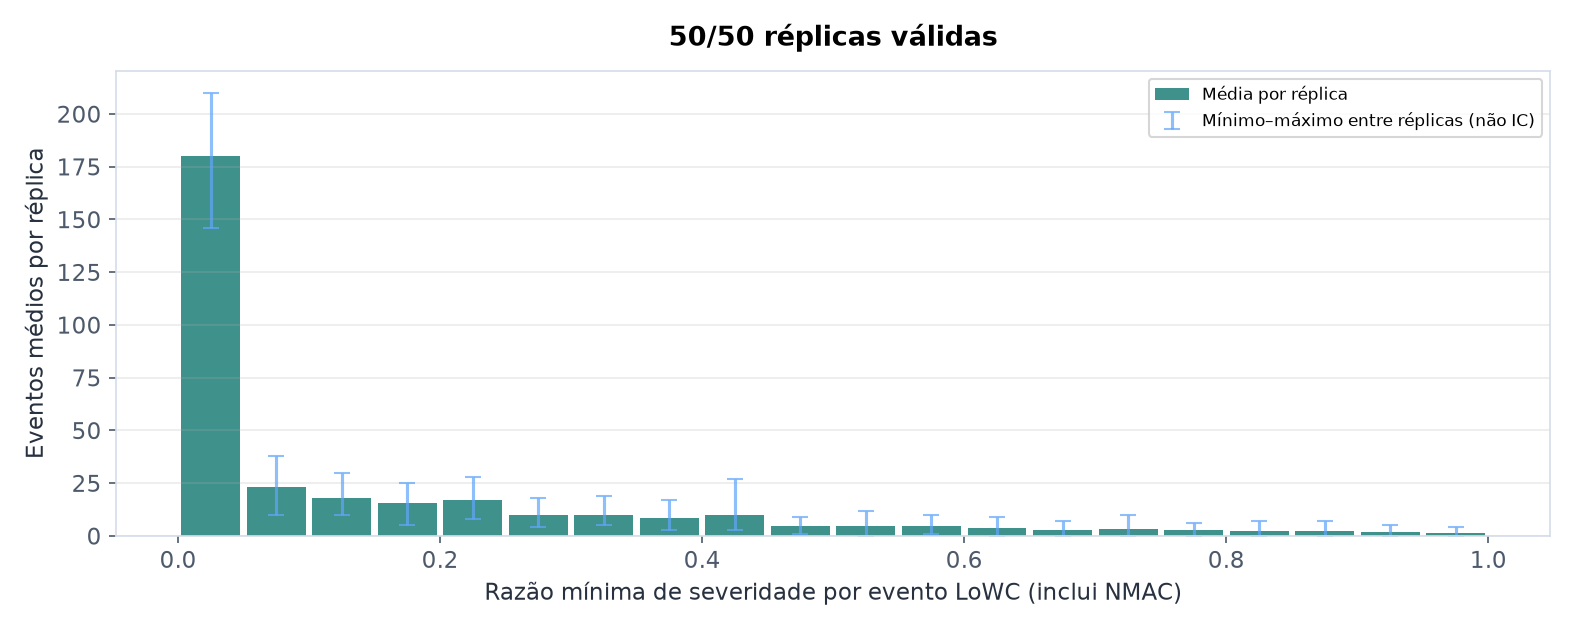 50/50 réplicas válidas
Média por réplica
Mínimo–máximo entre réplicas (não IC)
Eventos médios por réplica
200
175
150
125
100
75
50
25
0
0.0 0.2 0.4 0.6 0.8 1.0
Razão mínima de severidade por evento LoWC (inclui NMAC)